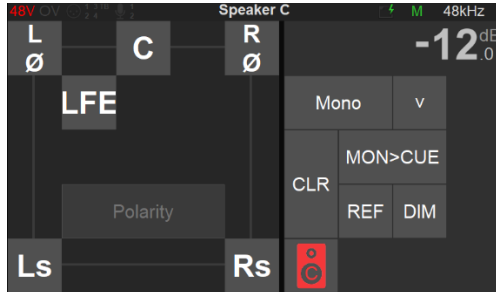 48V OV Speaker C M 48kHz
L Ø C R Ø
-12.0 dB
LFE
Mono v
MON>CUE
CLR
REF DIM
Polarity
Ls Rs C